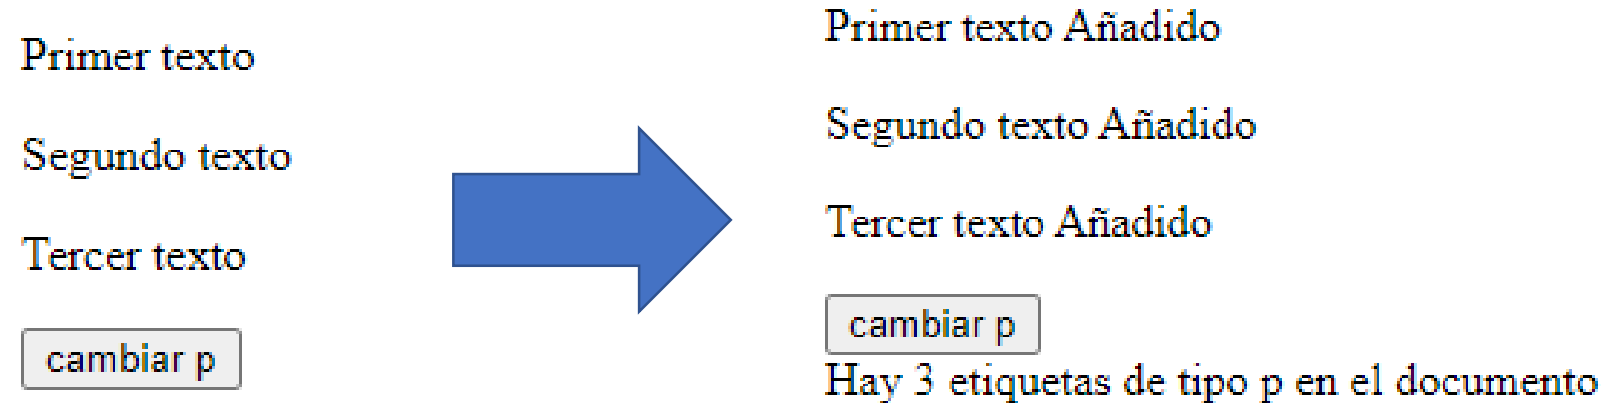 Primer texto
Segundo texto
Tercer texto
cambiar p
Primer texto Añadido
Segundo texto Añadido
Tercer texto Añadido
cambiar p
Hay 3 etiquetas de tipo p en el documento